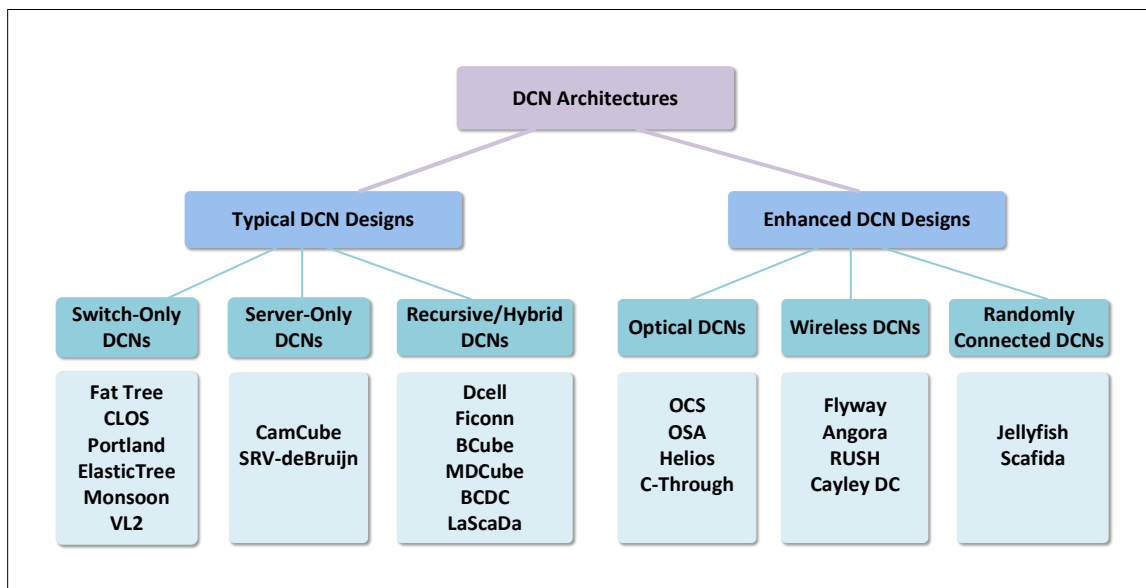 DCN Architectures
Typical DCN Designs
Enhanced DCN Designs
Switch-Only
DCNs
Server-Only
DCNs
Recursive/Hybrid
DCNs
Optical DCNs
Wireless DCNs
Randomly
Connected DCNs
Fat Tree
CLOS
Portland
ElasticTree
Monsoon
VL2
CamCube
SRV-deBruijn
Dcell
Ficonn
BCube
MDCube
BCDC
LaScaDa
OCS
OSA
Helios
C-Through
Flyway
Angora
RUSH
Cayley DC
Jellyfish
Scafida